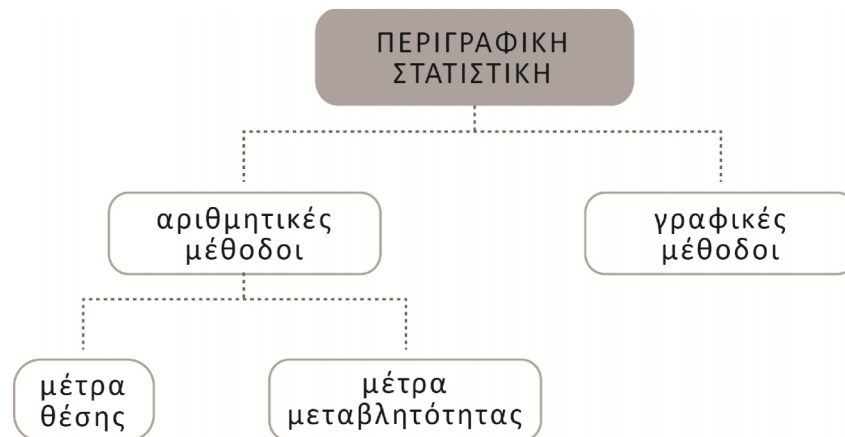 ΠΕΡΙΓΡΑΦΙΚΗ
ΣΤΑΤΙΣΤΙΚΗ
αριθμητικές
μέθοδοι
γραφικές
μέθοδοι
μέτρα
θέσης
μέτρα
μεταβλητότητας